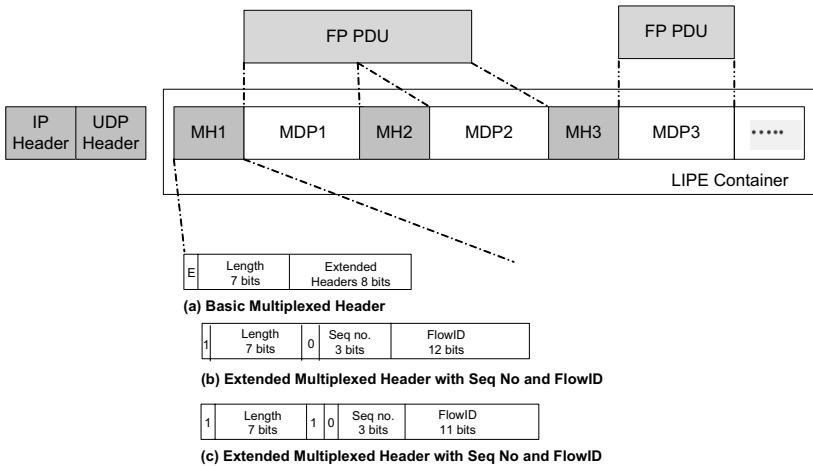 FP PDU
FP PDU
IP Header
UDP Header
MH1
MDP1
MH2
MDP2
MH3
MDP3
.....
LIPE Container
E
Length
7 bits
Extended
Headers 8 bits
(a) Basic Multiplexed Header
1
Length
7 bits
0
Seq no.
3 bits
FlowID
12 bits
(b) Extended Multiplexed Header with Seq No and FlowID
1
Length
7 bits
1
0
Seq no.
3 bits
FlowID
11 bits
(c) Extended Multiplexed Header with Seq No and FlowID